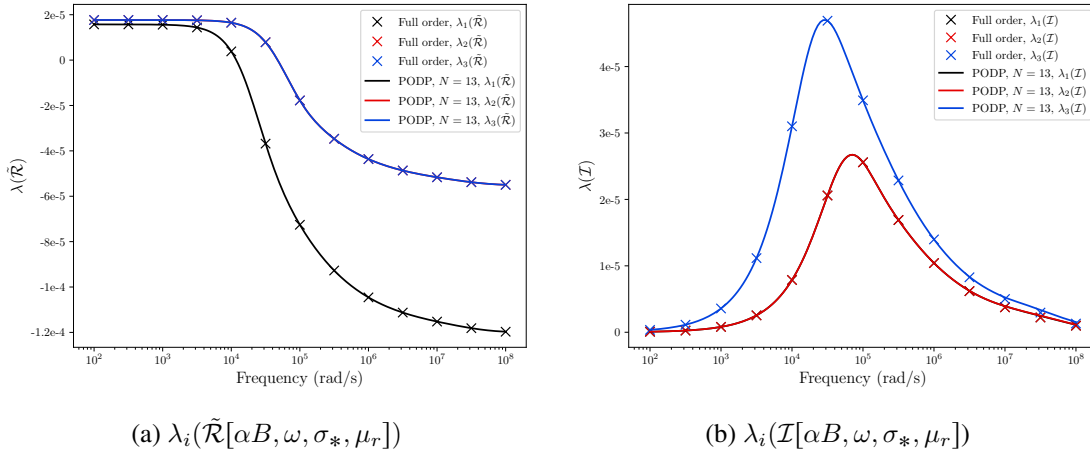 2e-5
0
-2e-5
-4e-5
-6e-5
-8e-5
-1e-4
-1.2e-4
λ(R̃)
10² 10³ 10⁴ 10⁵ 10⁶ 10⁷ 10⁸
Frequency (rad/s)
Full order, λ₁(R̃)
Full order, λ₂(R̃)
Full order, λ₃(R̃)
PODP, N = 13, λ₁(R̃)
PODP, N = 13, λ₂(R̃)
PODP, N = 13, λ₃(R̃)
(a) λᵢ(R̃[αB, ω, σ∗, μᵣ])
4e-5
3e-5
2e-5
1e-5
0
λ(I)
10² 10³ 10⁴ 10⁵ 10⁶ 10⁷ 10⁸
Frequency (rad/s)
Full order, λ₁(I)
Full order, λ₂(I)
Full order, λ₃(I)
PODP, N = 13, λ₁(I)
PODP, N = 13, λ₂(I)
PODP, N = 13, λ₃(I)
(b) λᵢ(I[αB, ω, σ∗, μᵣ])